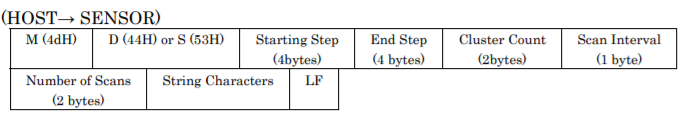 (HOST→ SENSOR)
M (4dH) D (44H) or S (53H) Starting Step (4bytes) End Step (4 bytes) Cluster Count (2bytes) Scan Interval (1 byte)
Number of Scans (2 bytes) String Characters LF